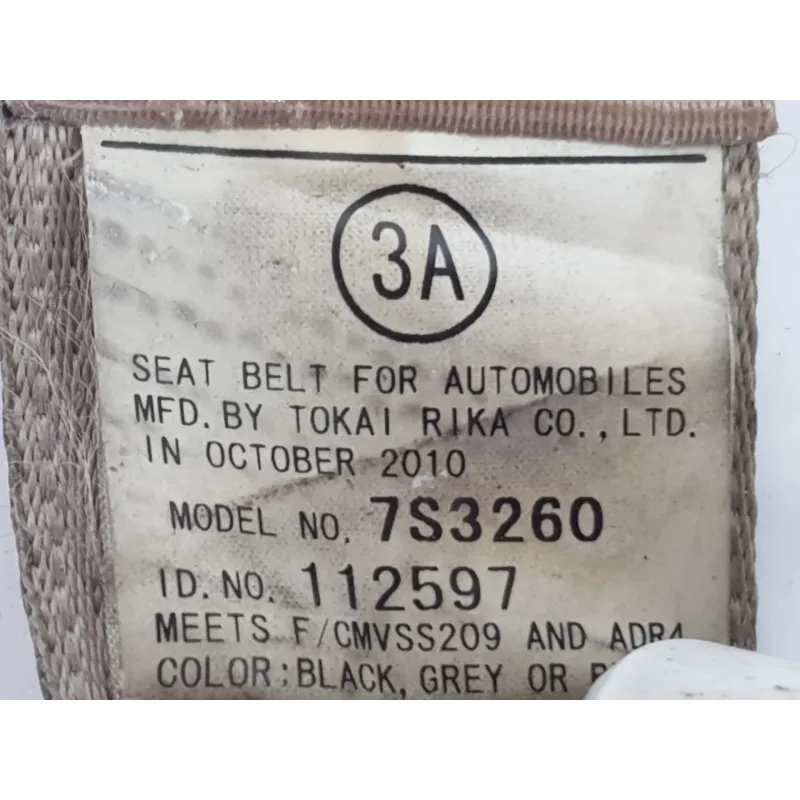 3A
SEAT BELT FOR AUTOMOBILES
MFD. BY TOKAI RIKA CO., LTD.
IN OCTOBER 2010
MODEL NO. 7S3260
ID. NO. 112597
MEETS F/CMVSS209 AND ADR4
COLOR:BLACK, GREY OR